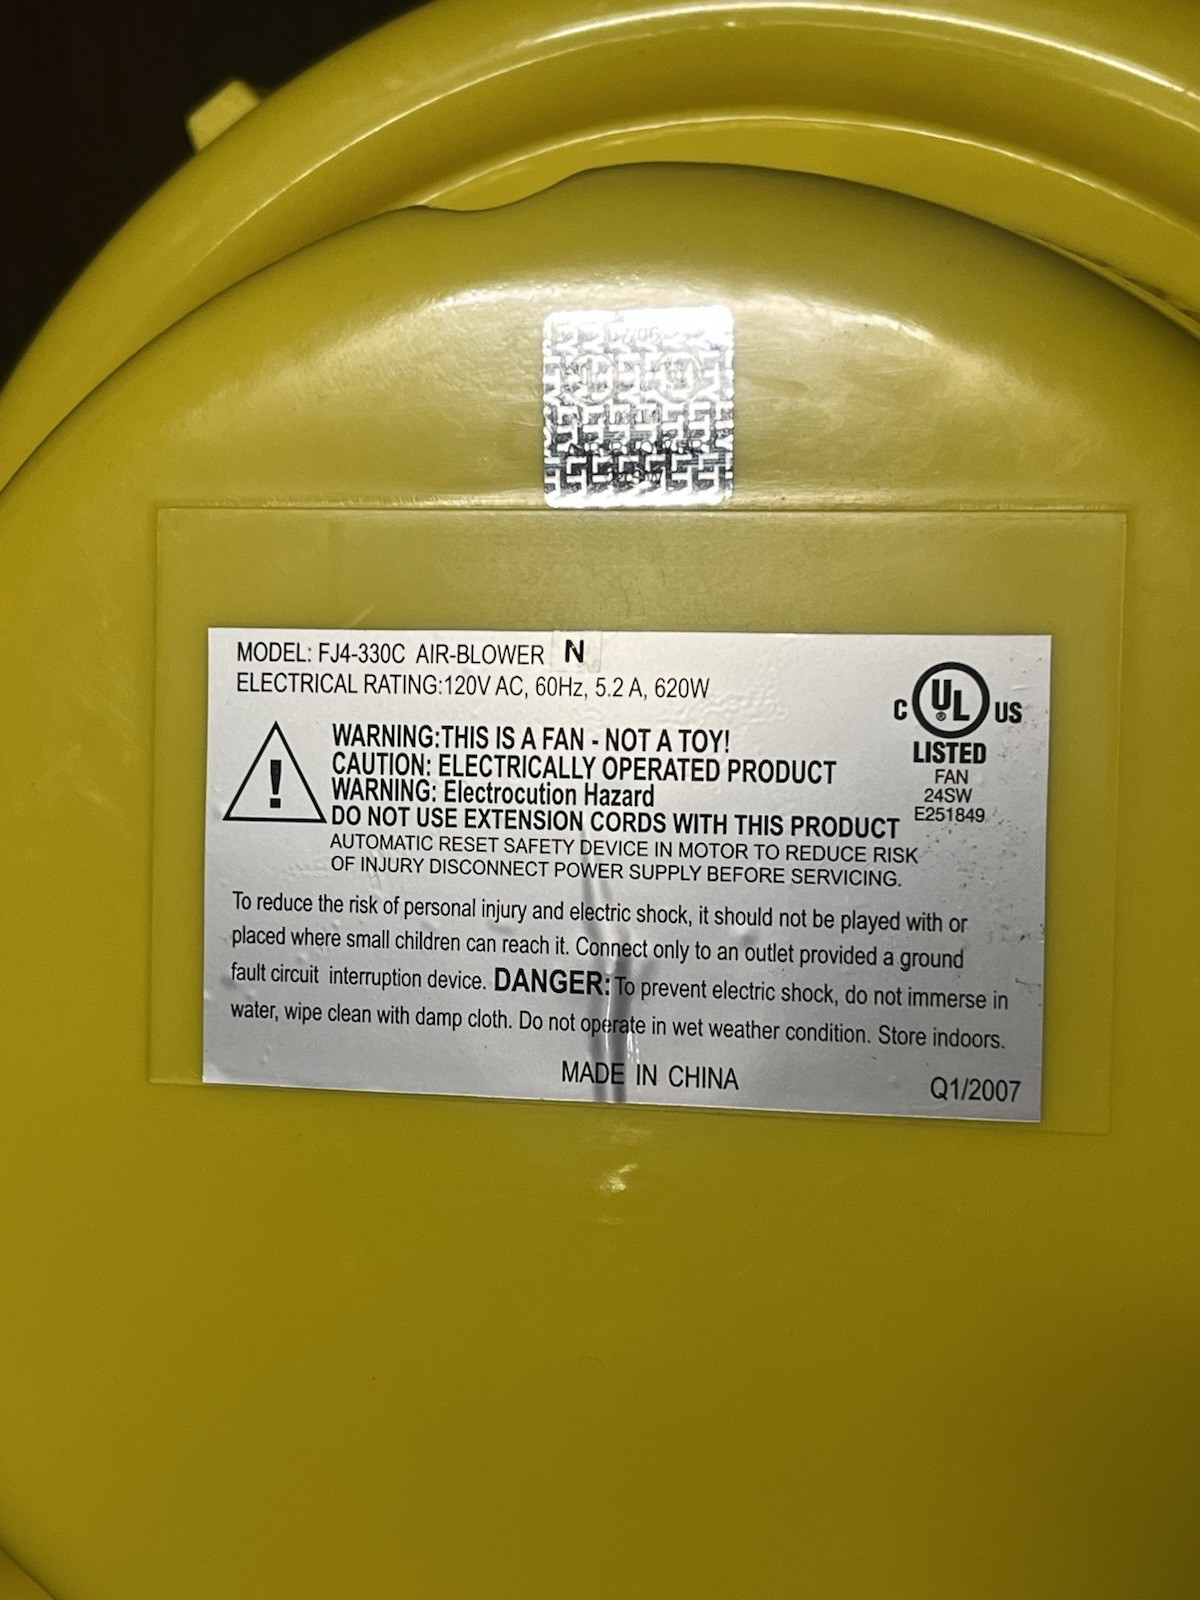 MODEL: FJ4-330C AIR-BLOWER N
ELECTRICAL RATING:120V AC, 60Hz, 5.2 A, 620W
C UL ® US
LISTED
FAN
24SW
E251849
WARNING:THIS IS A FAN - NOT A TOY!
CAUTION: ELECTRICALLY OPERATED PRODUCT
WARNING: Electrocution Hazard
DO NOT USE EXTENSION CORDS WITH THIS PRODUCT
AUTOMATIC RESET SAFETY DEVICE IN MOTOR TO REDUCE RISK
OF INJURY DISCONNECT POWER SUPPLY BEFORE SERVICING.
To reduce the risk of personal injury and electric shock, it should not be played with or
placed where small children can reach it. Connect only to an outlet provided a ground
fault circuit interruption device. DANGER: To prevent electric shock, do not immerse in
water, wipe clean with damp cloth. Do not operate in wet weather condition. Store indoors.
MADE IN CHINA
Q1/2007